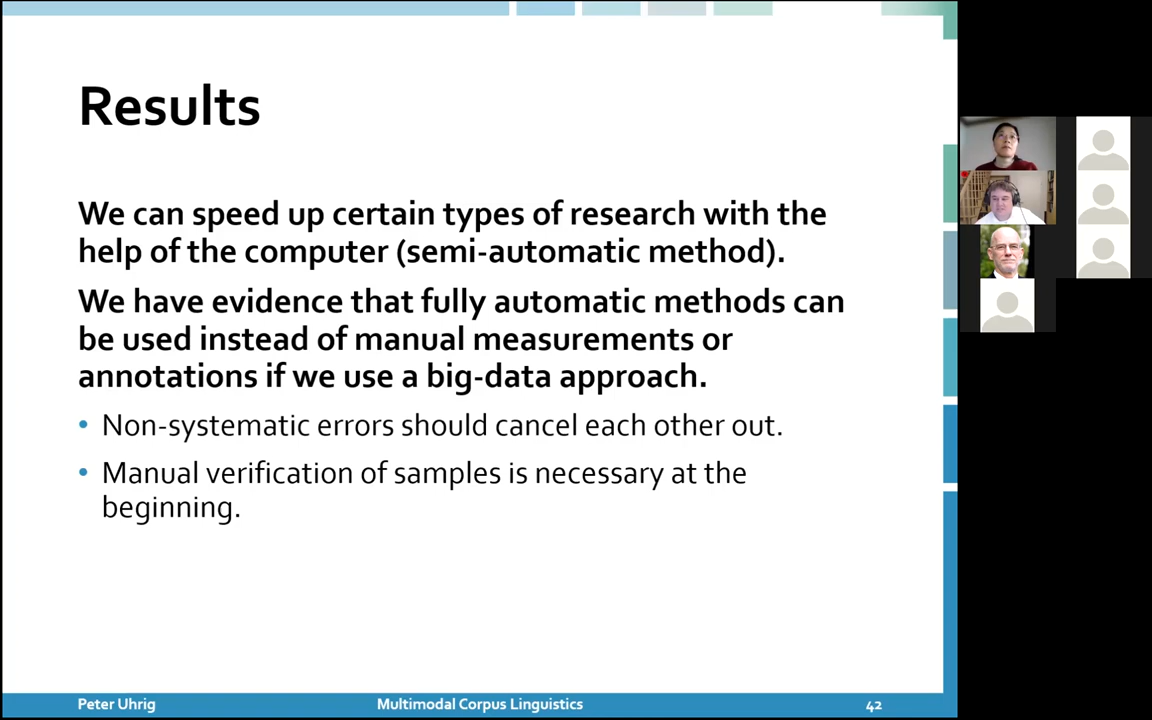 Results
We can speed up certain types of research with the
help of the computer (semi-automatic method).
We have evidence that fully automatic methods can
be used instead of manual measurements or
annotations if we use a big-data approach.
• Non-systematic errors should cancel each other out.
• Manual verification of samples is necessary at the
beginning.
Peter Uhrig
Multimodal Corpus Linguistics
42